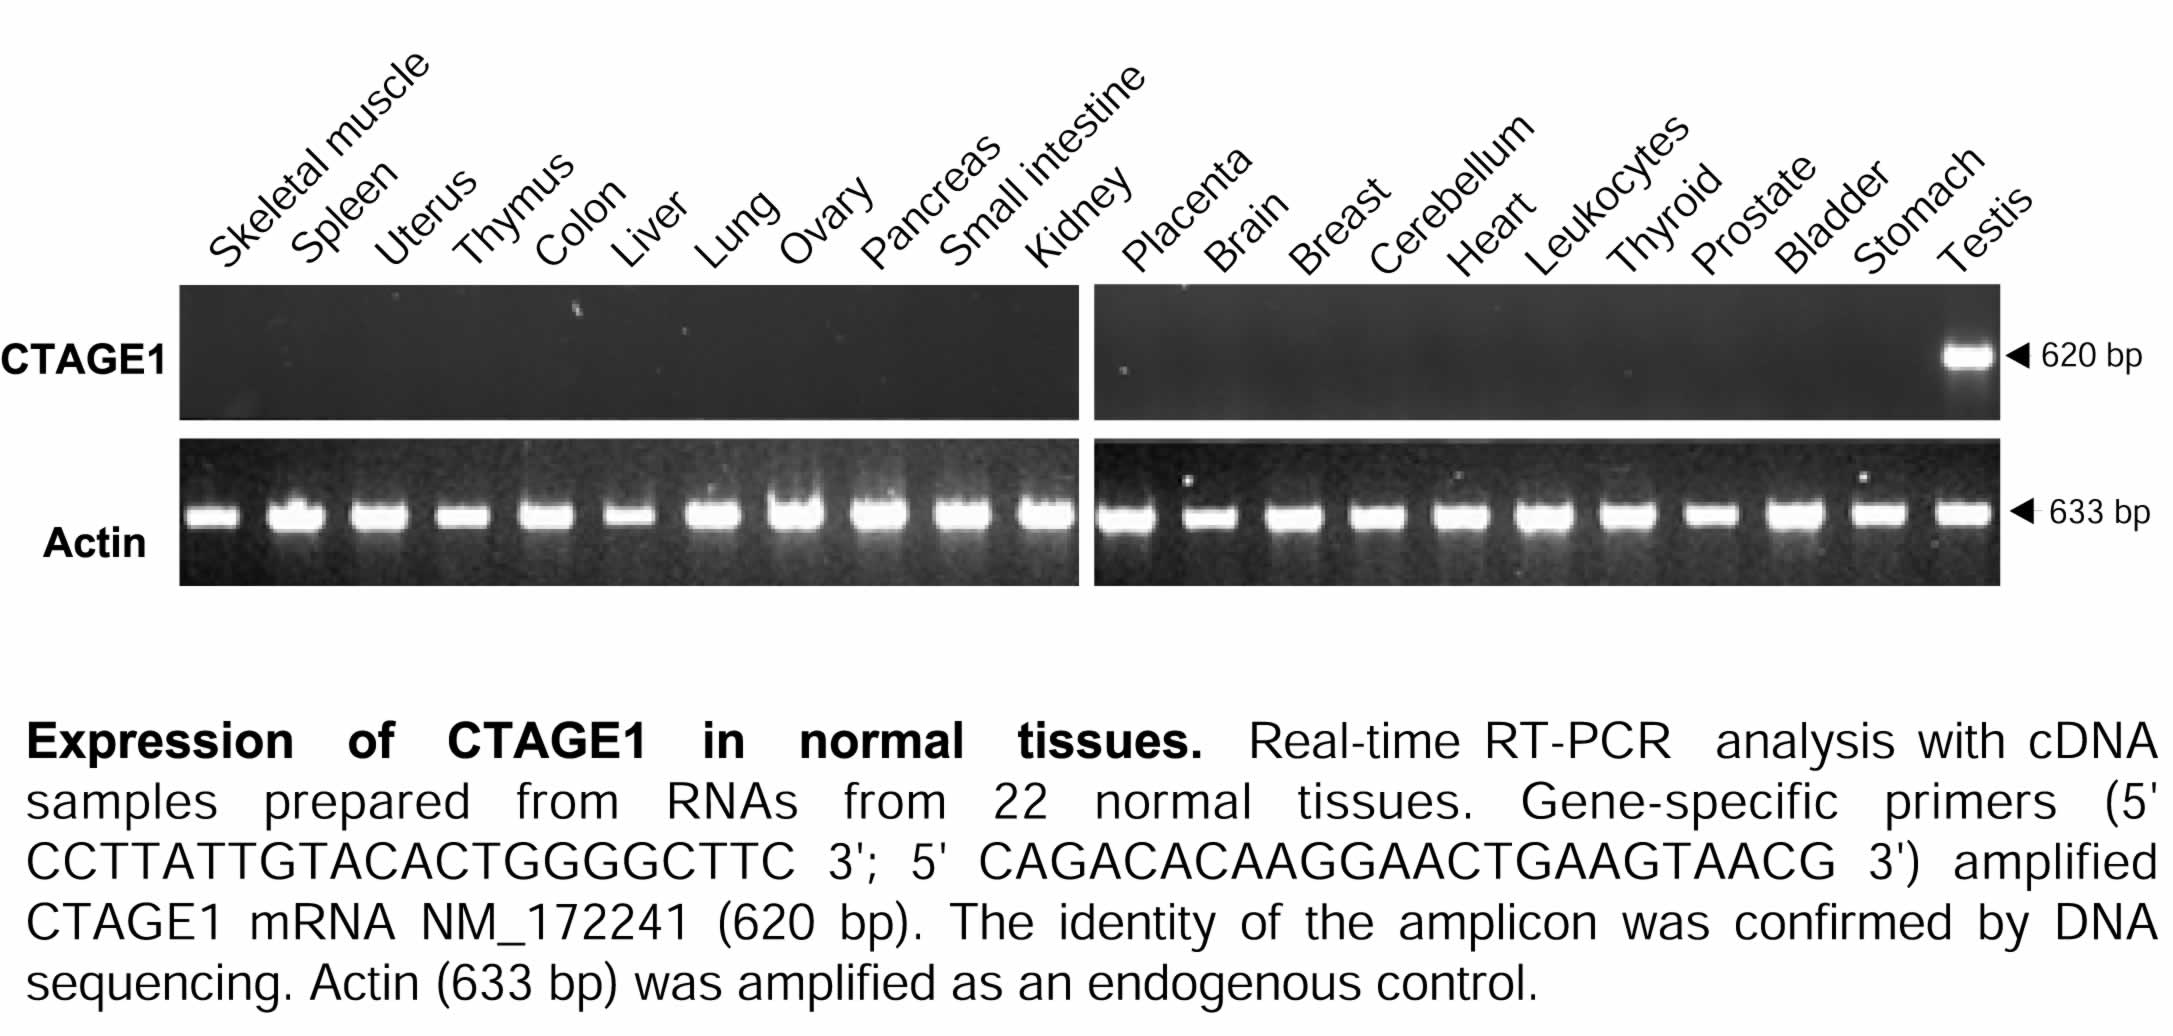 Skeletal muscle
Spleen
Uterus
Thymus
Colon
Liver
Lung
Ovary
Pancreas
Small intestine
Kidney
Placenta
Brain
Breast
Cerebellum
Heart
Leukocytes
Thyroid
Prostate
Bladder
Stomach
Testis
CTAGE1
620 bp
Actin
633 bp
Expression of CTAGE1 in normal tissues. Real-time RT-PCR analysis with cDNA
samples prepared from RNAs from 22 normal tissues. Gene-specific primers (5'
CCTTATTGTACACTGGGGCTTC 3'; 5' CAGACACAAGGAACTGAAGTAACG 3') amplified
CTAGE1 mRNA NM_172241 (620 bp). The identity of the amplicon was confirmed by DNA
sequencing. Actin (633 bp) was amplified as an endogenous control.